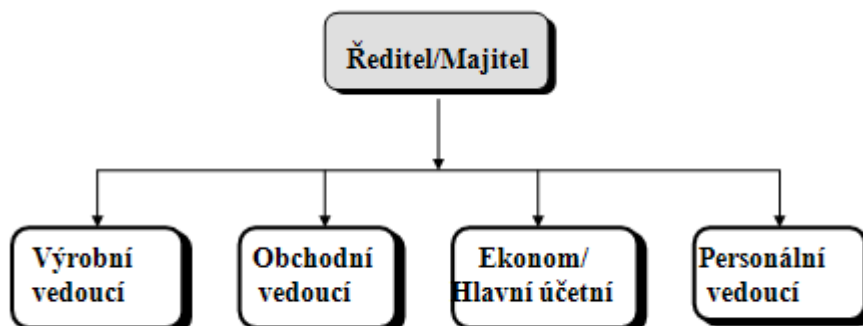 Ředitel/Majitel
Výrobní
vedoucí
Obchodní
vedoucí
Ekonom/
Hlavní účetní
Personální
vedoucí